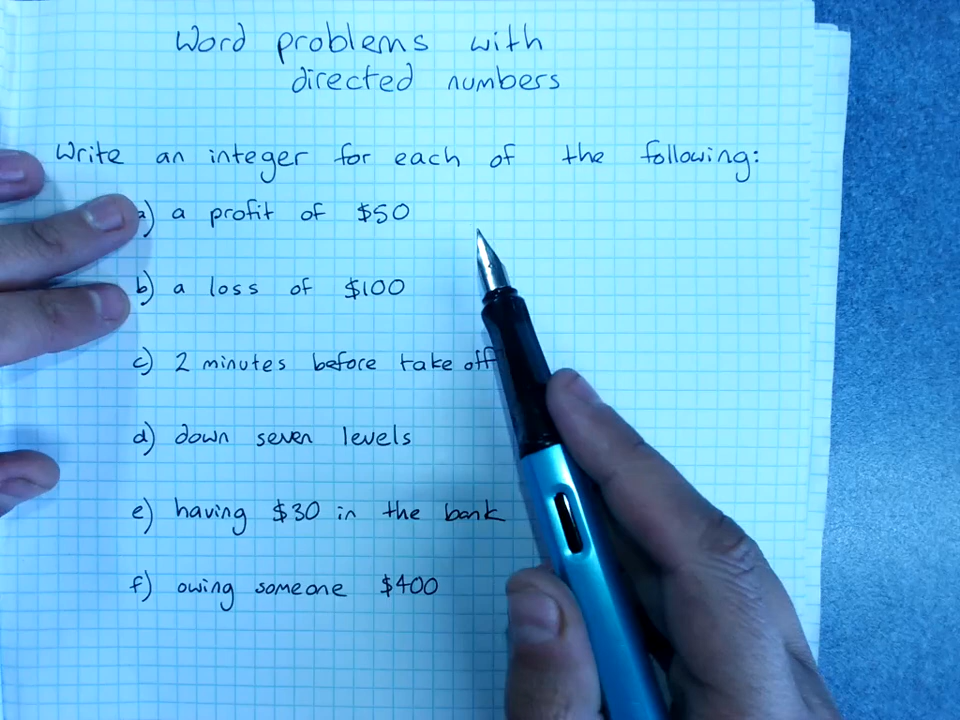 Word problems with
directed numbers
Write an integer for each of the following:
a) a profit of $50
b) a loss of $100
c) 2 minutes before take off
d) down seven levels
e) having $30 in the bank
f) owing someone $400